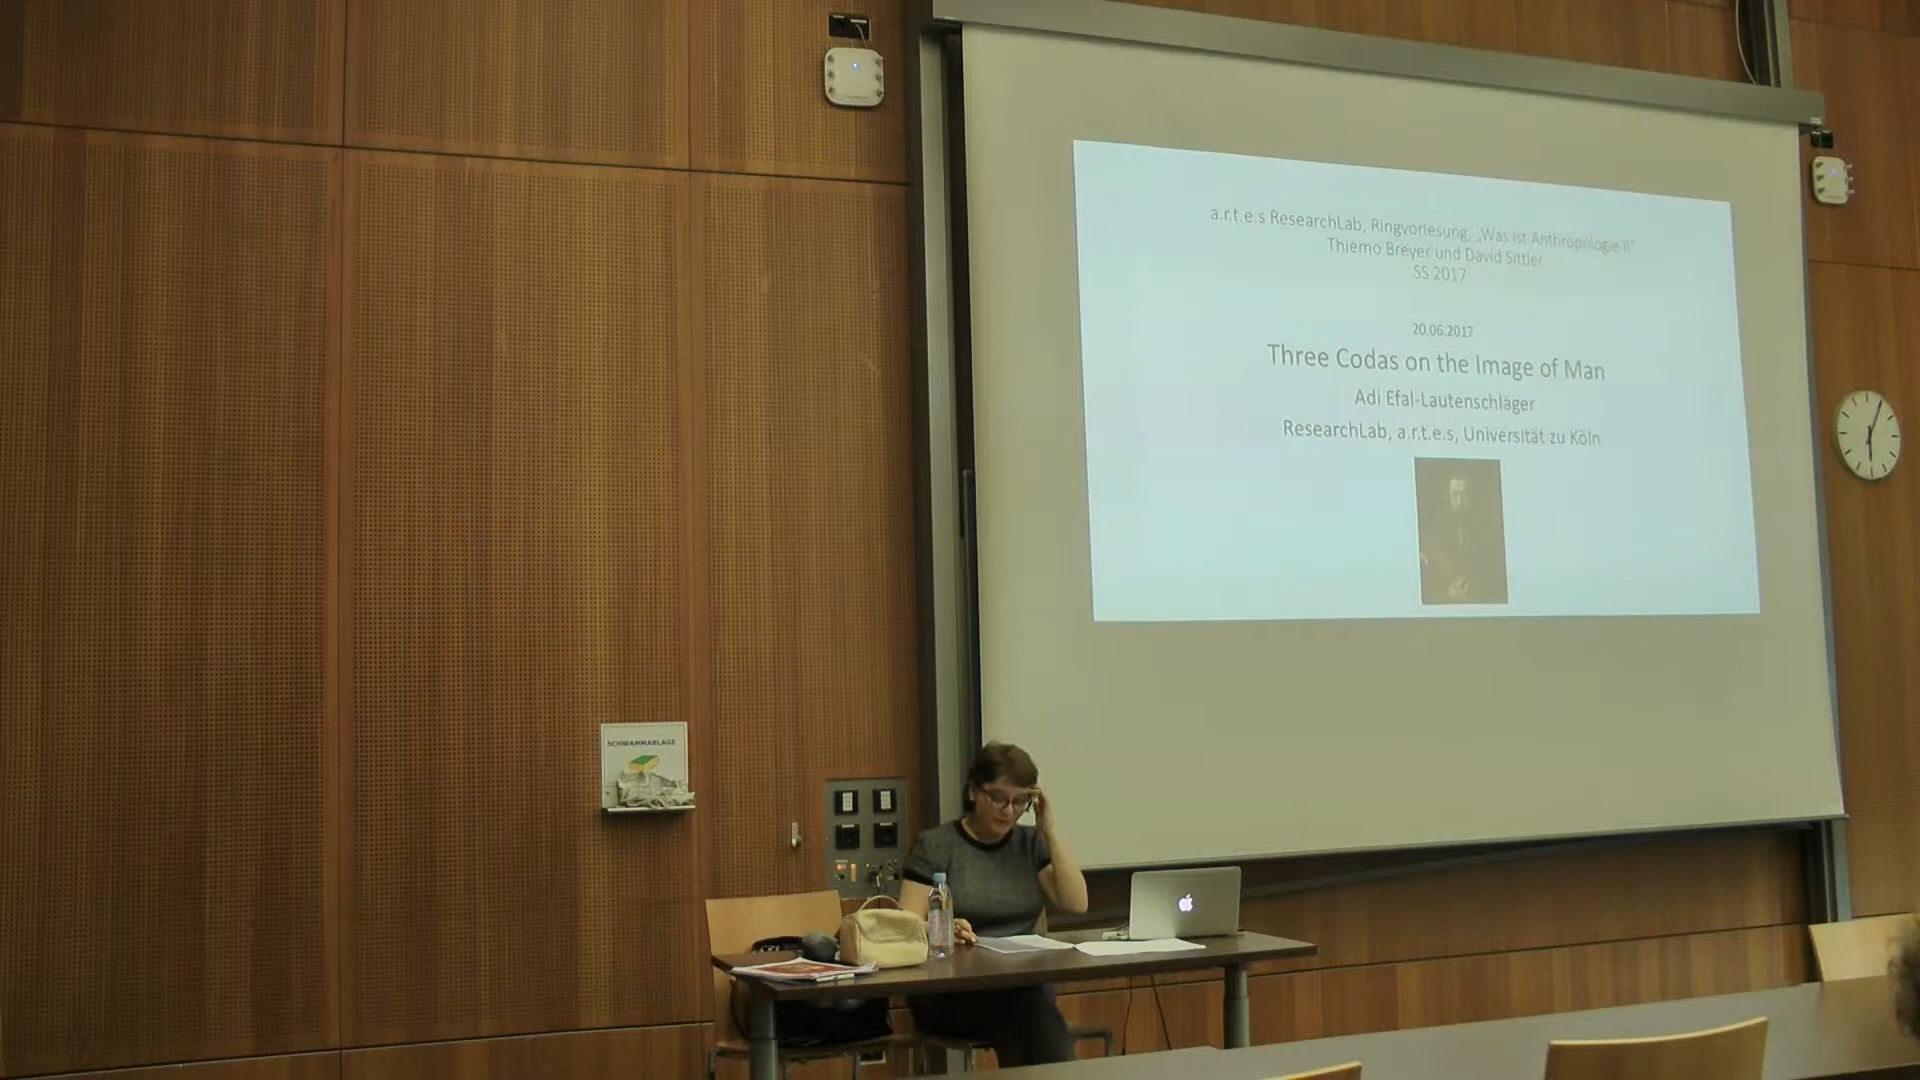 a.r.t.e.s ResearchLab, Ringvorlesung, „Was ist Anthropologie II“
Thiemo Breyer und David Sittler
SS 2017
20.06.2017
Three Codas on the Image of Man
Adi Efal-Lautenschläger
ResearchLab, a.r.t.e.s, Universität zu Köln
SCHWAMMABLAGE